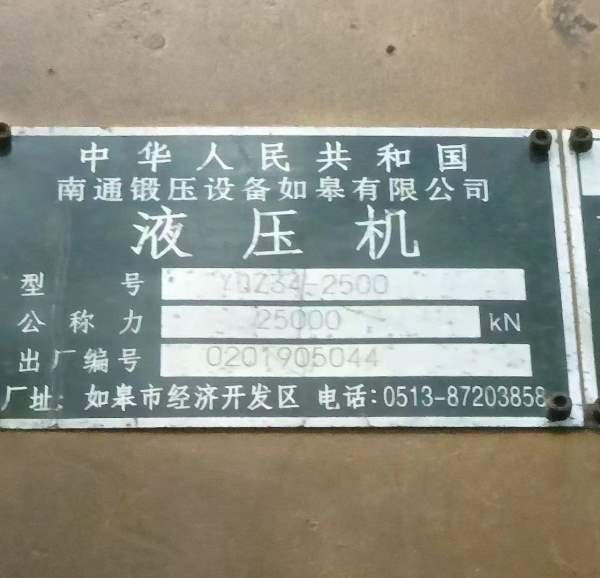 中华人民共和国
南通锻压设备如皋有限公司
液压机
型号 YQZ34-2500
公称力 25000 kN
出厂编号 0201905044
厂址: 如皋市经济开发区 电话:0513-87203858